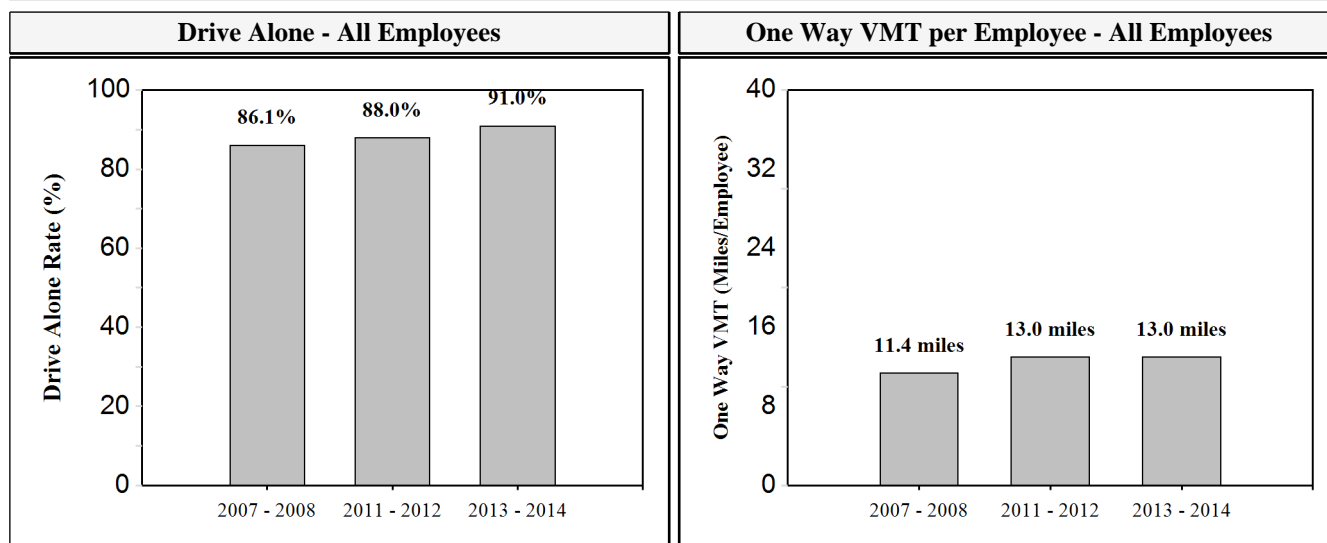 Drive Alone - All Employees
One Way VMT per Employee - All Employees
Drive Alone Rate (%)
100
80
60
40
20
0
86.1%
88.0%
91.0%
2007 - 2008
2011 - 2012
2013 - 2014
One Way VMT (Miles/Employee)
40
32
24
16
8
0
11.4 miles
13.0 miles
13.0 miles
2007 - 2008
2011 - 2012
2013 - 2014